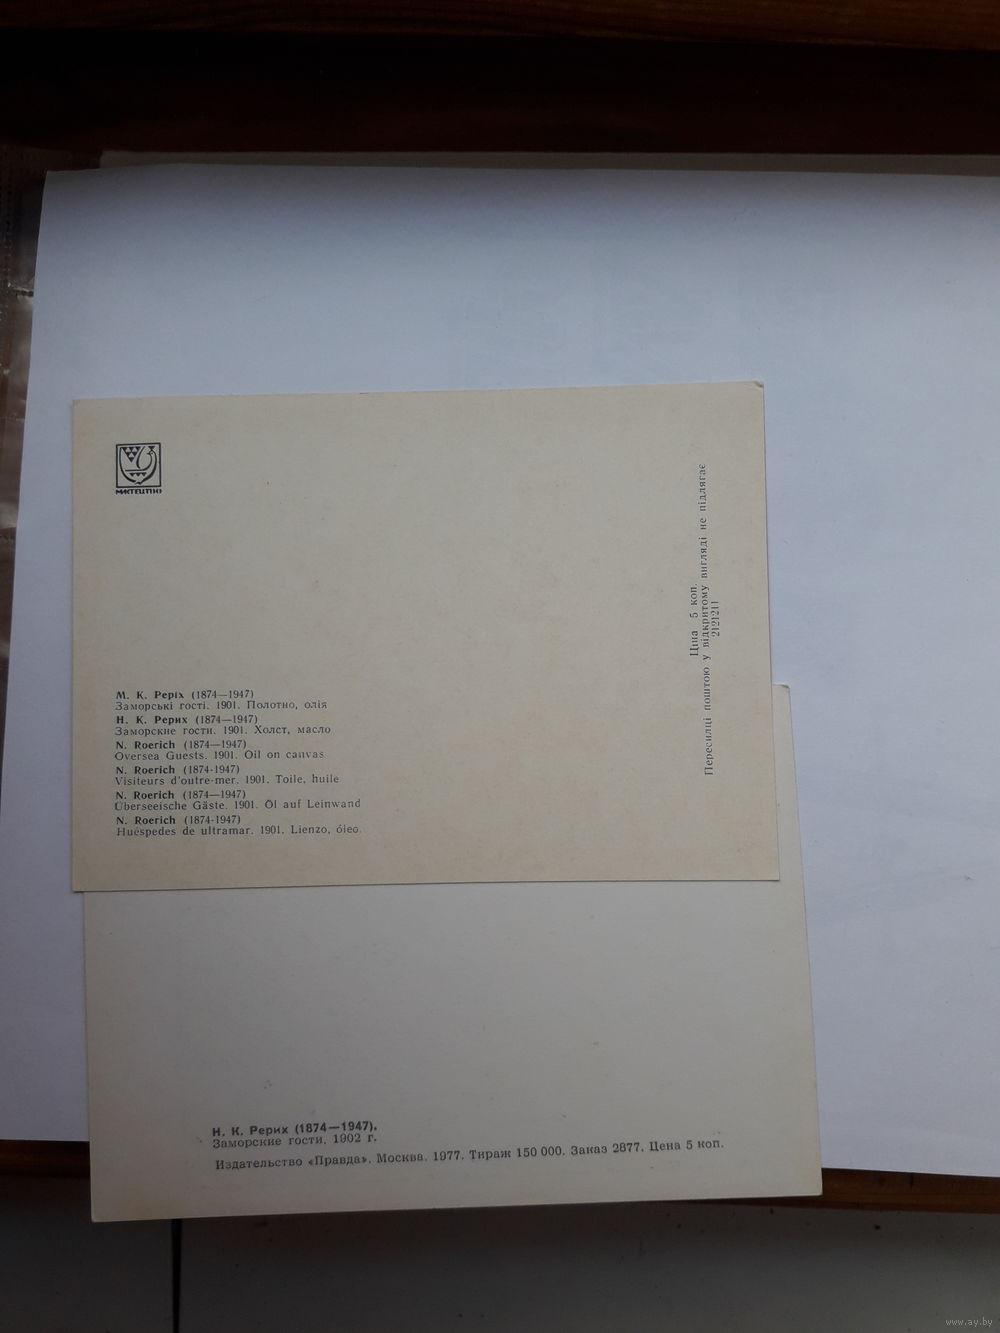 МИСТЕЦТВО
М. К. Реріх (1874—1947)
Заморські гості. 1901. Полотно, олія
Н. К. Рерих (1874—1947)
Заморские гости. 1901. Холст, масло
N. Roerich (1874—1947)
Oversea Guests. 1901. Oil on canvas
N. Roerich (1874-1947)
Visiteurs d'outre-mer. 1901. Toile, huile
N. Roerich (1874—1947)
Überseeische Gäste. 1901. Öl auf Leinwand
N. Roerich (1874-1947)
Huéspedes de ultramar. 1901. Lienzo, óleo.
Ціна 5 коп.
Пересилці поштою у відкритому вигляді не підлягає
2121211
Н. К. Рерих (1874—1947).
Заморские гости. 1902 г.
Издательство «Правда». Москва. 1977. Тираж 150 000. Заказ 2877. Цена 5 коп.
www.ay.by